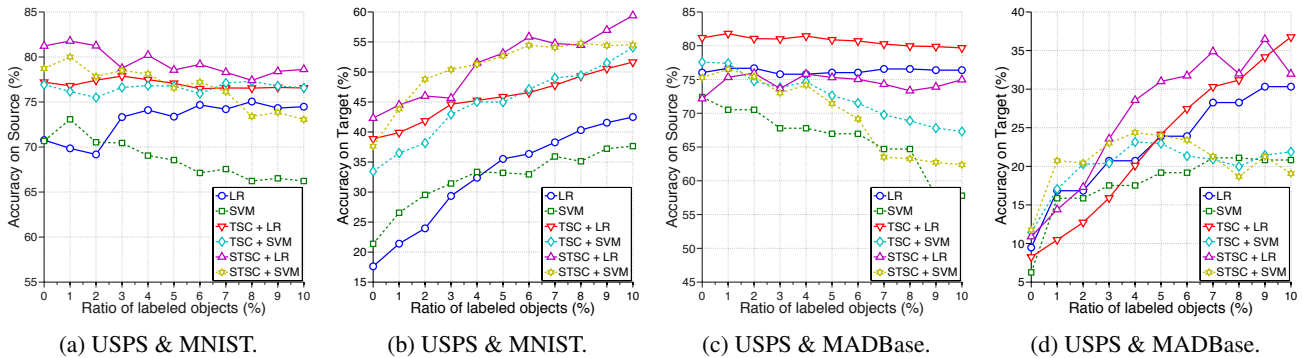 85
80
75
70
65
60
55
Accuracy on Source (%)
0 1 2 3 4 5 6 7 8 9 10
Ratio of labeled objects (%)
LR
SVM
TSC + LR
TSC + SVM
STSC + LR
STSC + SVM
(a) USPS & MNIST.
60
55
50
45
40
35
30
25
20
15
Accuracy on Target (%)
0 1 2 3 4 5 6 7 8 9 10
Ratio of labeled objects (%)
LR
SVM
TSC + LR
TSC + SVM
STSC + LR
STSC + SVM
(b) USPS & MNIST.
85
80
75
70
65
60
55
50
45
Accuracy on Source (%)
0 1 2 3 4 5 6 7 8 9 10
Ratio of labeled objects (%)
LR
SVM
TSC + LR
TSC + SVM
STSC + LR
STSC + SVM
(c) USPS & MADBase.
40
35
30
25
20
15
10
5
Accuracy on Target (%)
0 1 2 3 4 5 6 7 8 9 10
Ratio of labeled objects (%)
LR
SVM
TSC + LR
TSC + SVM
STSC + LR
STSC + SVM
(d) USPS & MADBase.